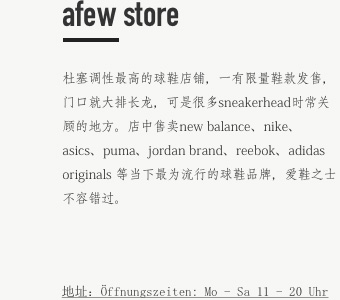 afew store
杜塞调性最高的球鞋店铺，一有限量鞋款发售，
门口就大排长龙，可是很多sneakerhead时常关
顾的地方。店中售卖new balance、nike、
asics、puma、jordan brand、reebok、adidas
originals 等当下最为流行的球鞋品牌，爱鞋之士
不容错过。
地址：Öffnungszeiten: Mo - Sa 11 - 20 Uhr